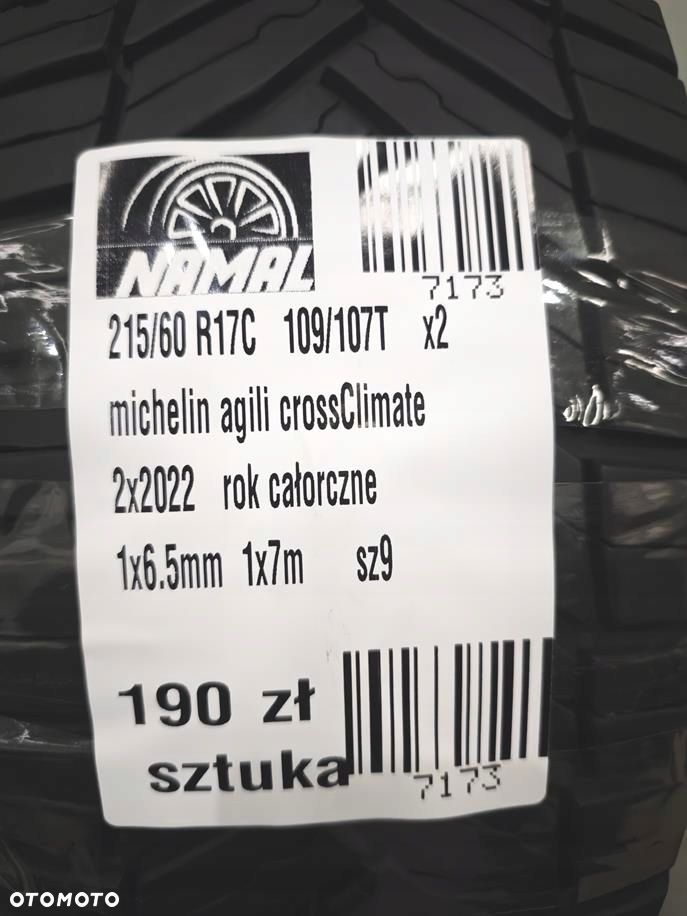 NAMAL
7173
215/60 R17C 109/107T x2
michelin agili crossClimate
2x2022 rok całorczne
1x6.5mm 1x7m sz9
190 zł
sztuka
7173
OTOMOTO